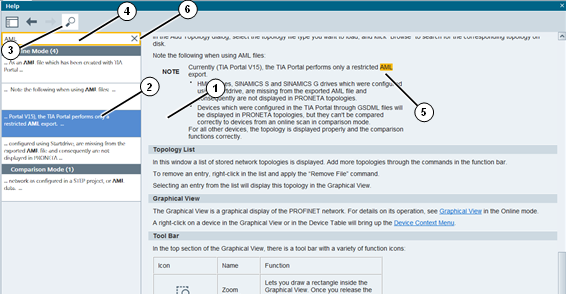 Help
6
4
3
AML
ine Mode (4)
... As an AML file which has been created with TIA
Portal ...
... Note the following when using AML files: ...
2
... Portal V15), the TIA Portal performs only
restricted AML export. ...
... configured using Startdrive, are missing from the
exported AML file and consequently are not
displayed in PRONETA ...
Comparison Mode (1)
... network as configured in a STEP project, or AML
data. ...
In the Add Topology dialog, select the topology file type you want to load, and click "Browse" to search for the corresponding topology on
disk.
Note the following when using AML files:
NOTE
Currently (TIA Portal V15), the TIA Portal performs only a restricted AML
export.
1
5
HM es, SINAMICS S and SINAMICS G drives which were configured
us rtdrive, are missing from the exported AML file and
sequently are not displayed in PRONETA topologies.
Devices which were configured in the TIA Portal through GSDML files will
be displayed in PRONETA topologies, but they can't be compared
correctly to devices from an online scan in comparison mode.
For all other devices, the topology is displayed properly and the comparison
functions correctly.
Topology List
In this window a list of stored network topologies is displayed. Add more topologies through the commands in the function bar.
To remove an entry, right-click in the list and apply the "Remove File" command.
Selecting an entry from the list will display this topology in the Graphical View.
Graphical View
The Graphical View is a graphical display of the PROFINET network. For details on its operation, see Graphical View in the Online mode.
A right-click on a device in the Graphical View or in the Device Table will bring up the Device Context Menu.
Tool Bar
In the top section of the Graphical View, there is a tool bar with a variety of function icons:
Icon Name Function
Zoom
Lets you draw a rectangle inside the
Graphical View. Once you release the